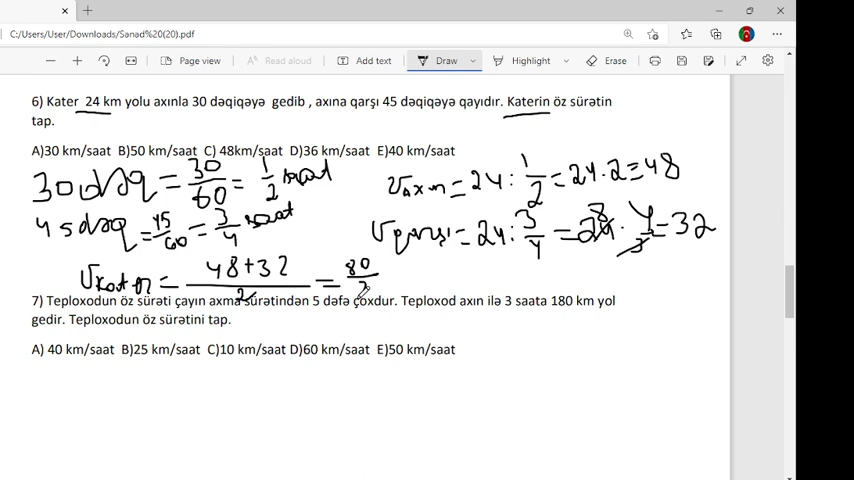 C:/Users/User/Downloads/Sanad%20(20).pdf
Page view
Read aloud
Add text
Draw
Highlight
Erase
6) Kater 24 km yolu axınla 30 dəqiqəyə gedib , axına qarşı 45 dəqiqəyə qayıdır. Katerin öz sürətin
tap.
A)30 km/saat B)50 km/saat C) 48km/saat D)36 km/saat E)40 km/saat
30 dəq = 30/60 = 1/2 saat
V axın = 24 : 1/2 = 24 · 2 = 48
45 dəq = 45/60 = 3/4 saat
V qarşı = 24 : 3/4 = 24 8 · 4/3 = 32
V kater = 48+32/2 = 80/2
7) Teploxodun öz sürəti çayın axma sürətindən 5 dəfə çoxdur. Teploxod axın ilə 3 saata 180 km yol
gedir. Teploxodun öz sürətini tap.
A) 40 km/saat B)25 km/saat C)10 km/saat D)60 km/saat E)50 km/saat